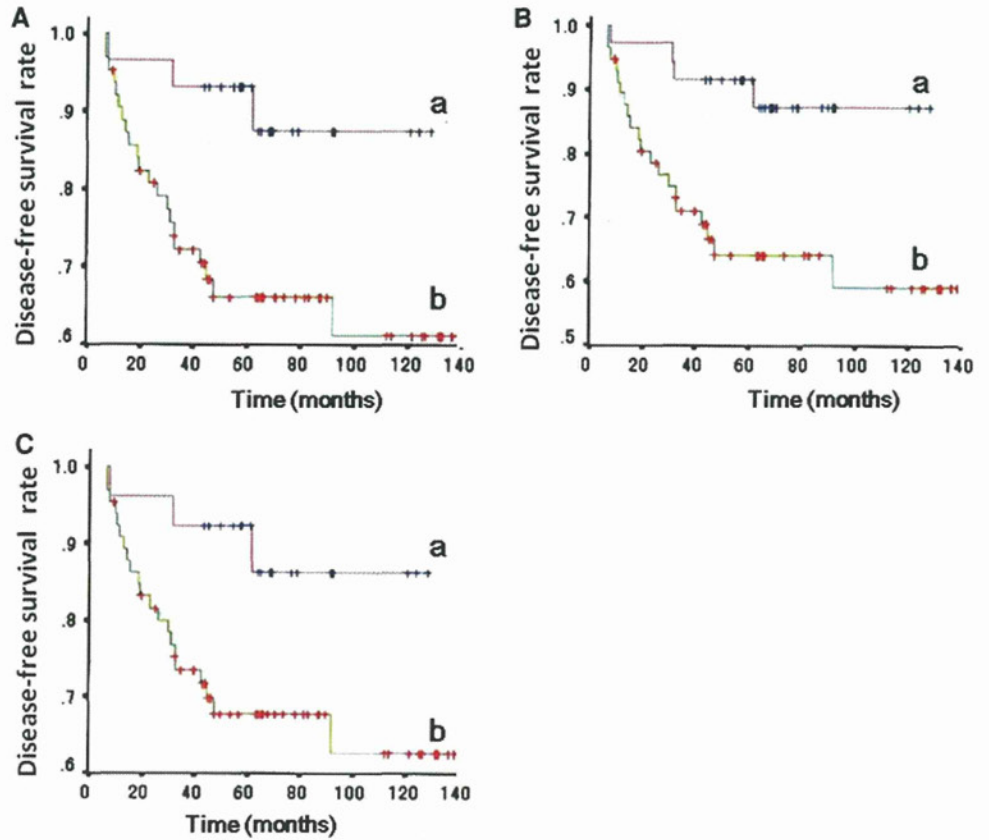 A
Disease-free survival rate
1.0
.9
.8
.7
.6
a
b
0 20 40 60 80 100 120 140
Time (months)
B
Disease-free survival rate
1.0
.9
.8
.7
.6
.5
a
b
0 20 40 60 80 100 120 140
Time (months)
C
Disease-free survival rate
1.0
.9
.8
.7
.6
a
b
0 20 40 60 80 100 120 140
Time (months)